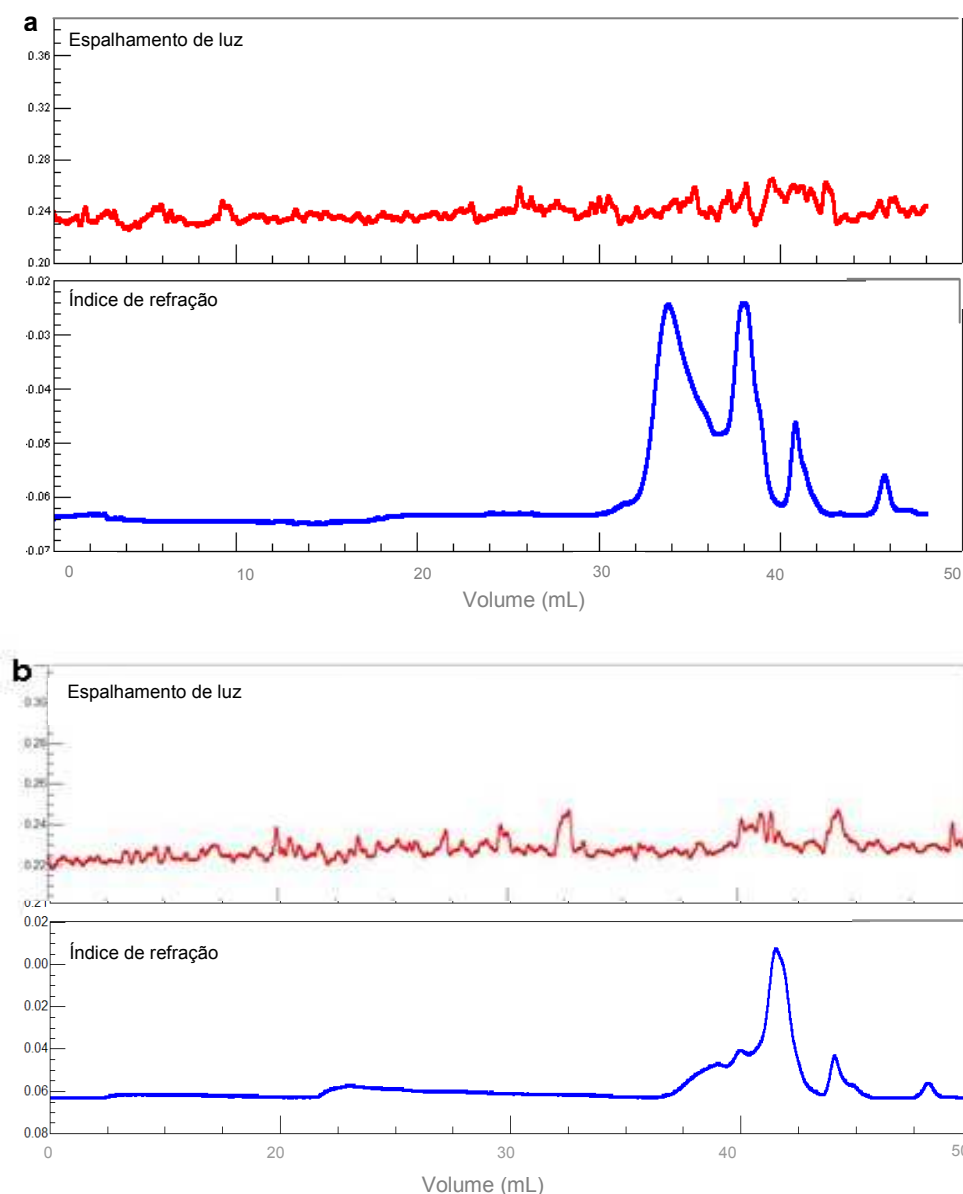 a
Espalhamento de luz
0.36
0.32
0.28
0.24
0.20
-0.02
Índice de refração
-0.03
-0.04
-0.05
-0.06
-0.07
0 10 20 30 40 50
Volume (mL)
b
Espalhamento de luz
0.24
0.22
0.21
0.02
Índice de refração
0.00
0.02
0.04
0.06
0.08
0 20 30 40 50
Volume (mL)